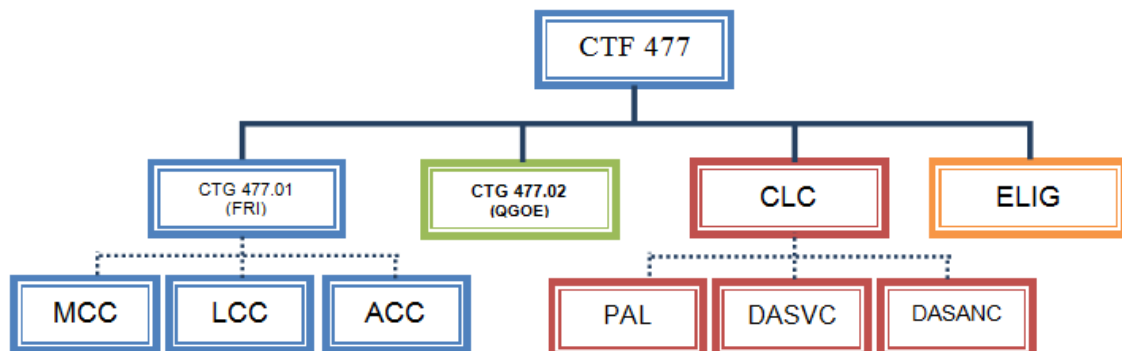 CTF 477
CTG 477.01
(FRI)
CTG 477.02
(QGOE)
CLC
ELIG
MCC
LCC
ACC
PAL
DASVC
DASANC